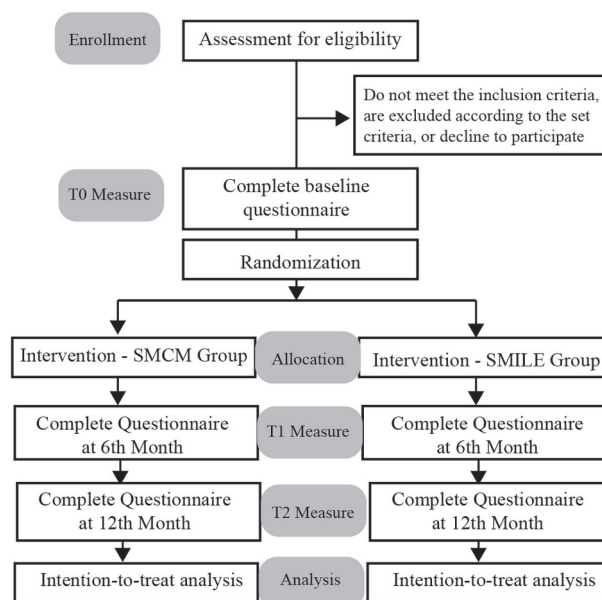 Enrollment
Assessment for eligibility
Do not meet the inclusion criteria,
are excluded according to the set
criteria, or decline to participate
T0 Measure
Complete baseline
questionnaire
Randomization
Intervention - SMCM Group
Allocation
Intervention - SMILE Group
Complete Questionnaire
at 6th Month
T1 Measure
Complete Questionnaire
at 6th Month
Complete Questionnaire
at 12th Month
T2 Measure
Complete Questionnaire
at 12th Month
Intention-to-treat analysis
Analysis
Intention-to-treat analysis